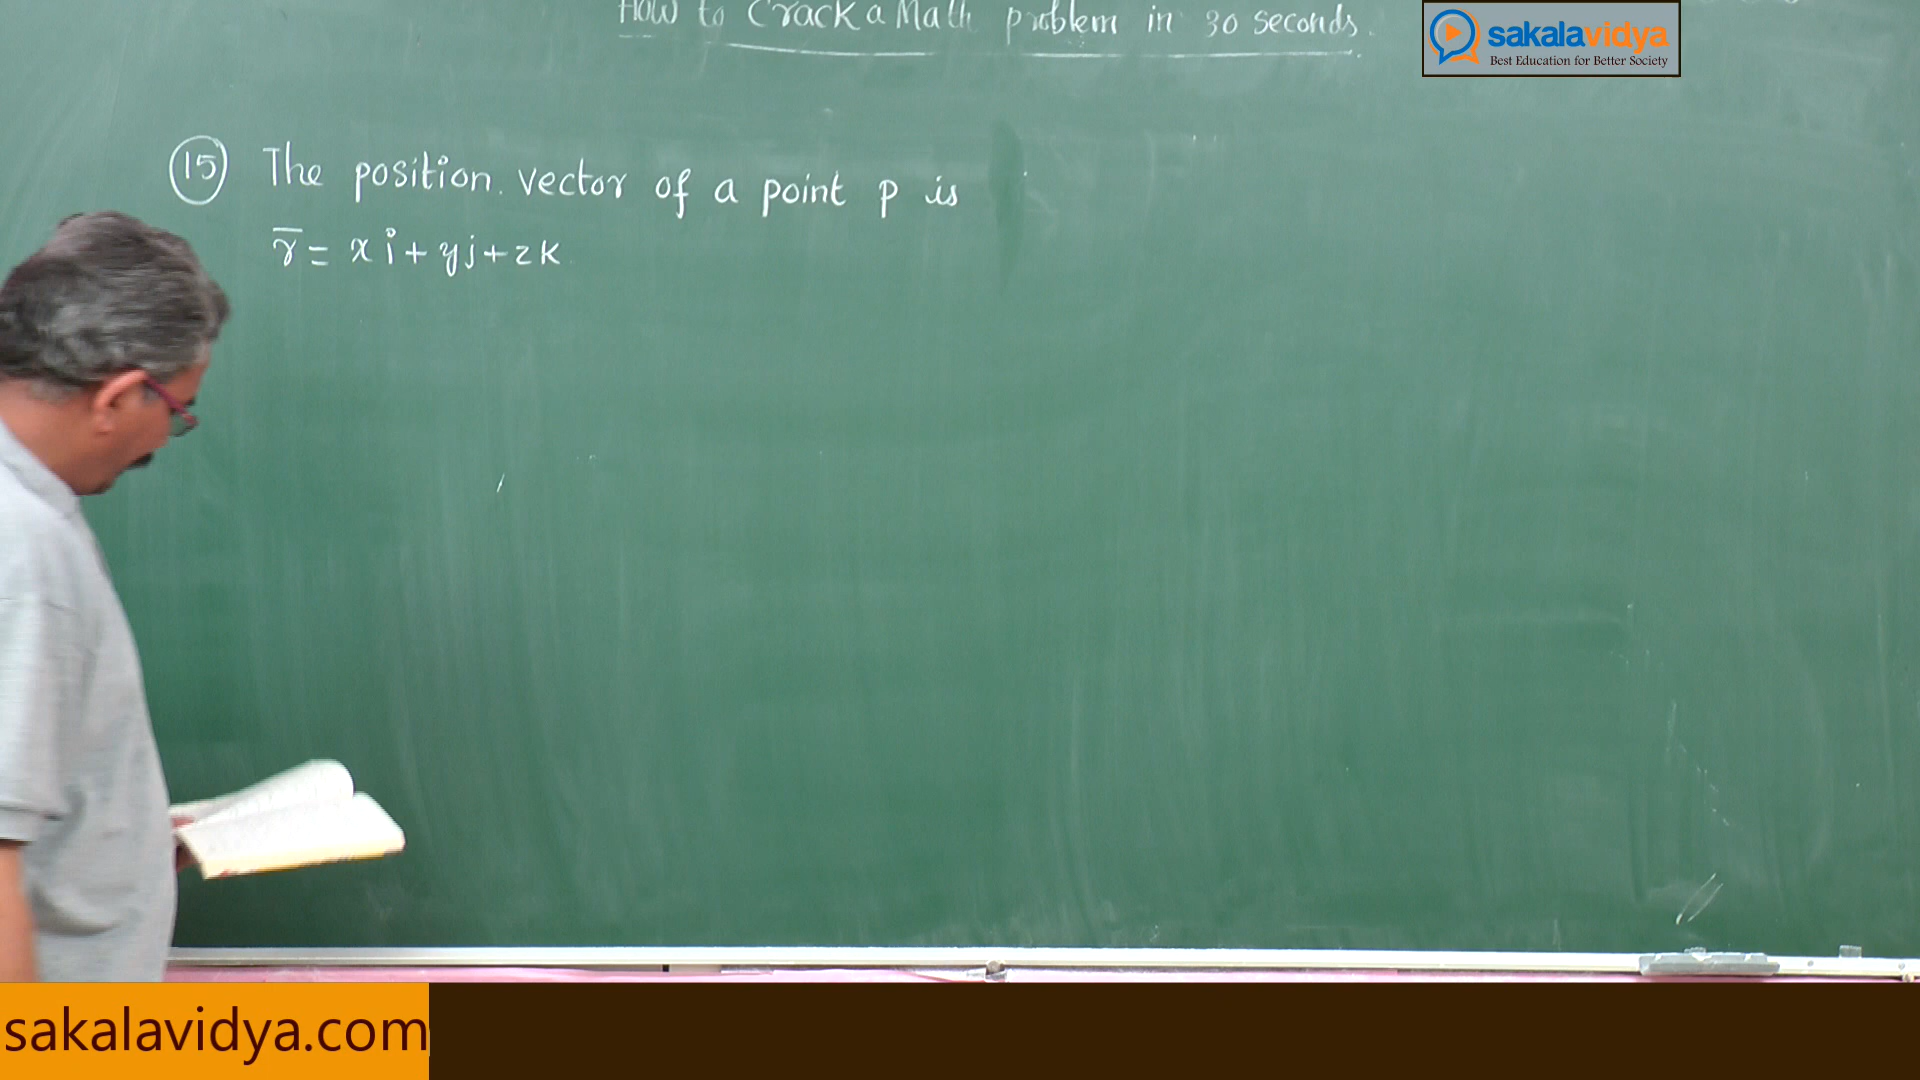 How to Crack a Math problem in 30 seconds.
sakalavidya
Best Education for Better Society
15 The position vector of a point p is
r̅ = x i + y j + z k
sakalavidya.com